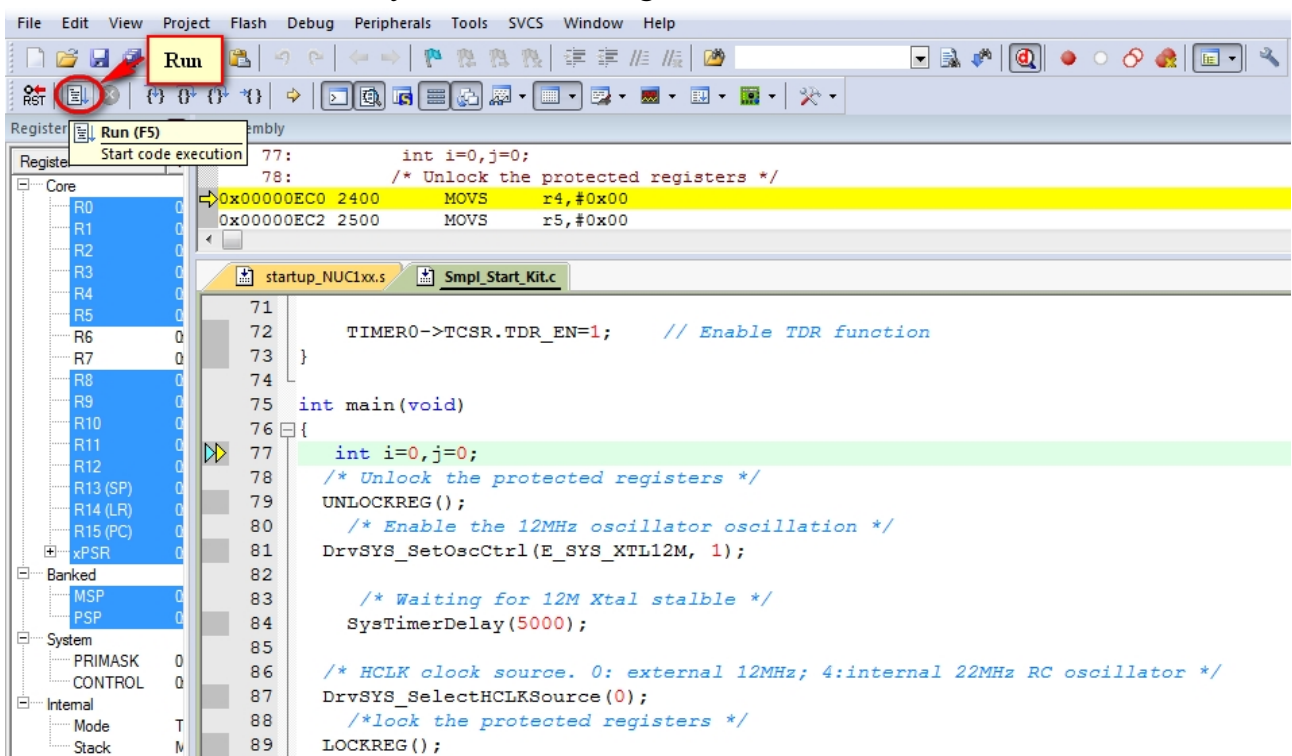 File Edit View Project Flash Debug Peripherals Tools SVCS Window Help
Run
RST
Register
Run (F5)
Start code execution
Core
R0
R1
R2
R3
R4
R5
R6
R7
R8
R9
R10
R11
R12
R13 (SP)
R14 (LR)
R15 (PC)
xPSR
Banked
MSP
PSP
System
PRIMASK 0
CONTROL
Internal
Mode T
Stack
77: int i=0,j=0;
78: /* Unlock the protected registers */
0x00000EC0 2400 MOVS r4,#0x00
0x00000EC2 2500 MOVS r5,#0x00
startup_NUC1xx.s Smpl_Start_Kit.c
71
72 TIMER0->TCSR.TDR_EN=1; // Enable TDR function
73 }
74
75 int main(void)
76 {
77 int i=0,j=0;
78 /* Unlock the protected registers */
79 UNLOCKREG();
80 /* Enable the 12MHz oscillator oscillation */
81 DrvSYS_SetOscCtrl(E_SYS_XTL12M, 1);
82
83 /* Waiting for 12M Xtal stalble */
84 SysTimerDelay(5000);
85
86 /* HCLK clock source. 0: external 12MHz; 4:internal 22MHz RC oscillator */
87 DrvSYS_SelectHCLKSource(0);
88 /*lock the protected registers */
89 LOCKREG();